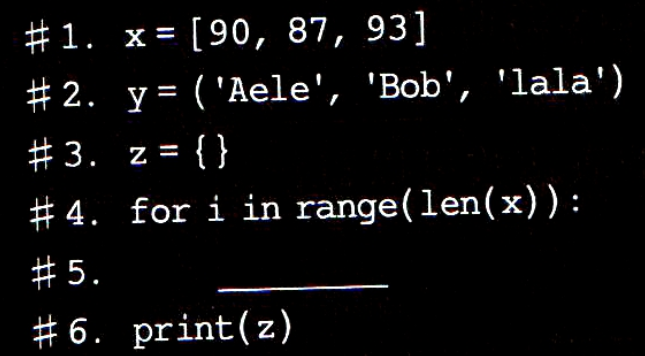 #1. x = [90, 87, 93]
#2. y = ('Aele', 'Bob', 'lala')
#3. z = {}
#4. for i in range(len(x)):
#5. ________
#6. print(z)